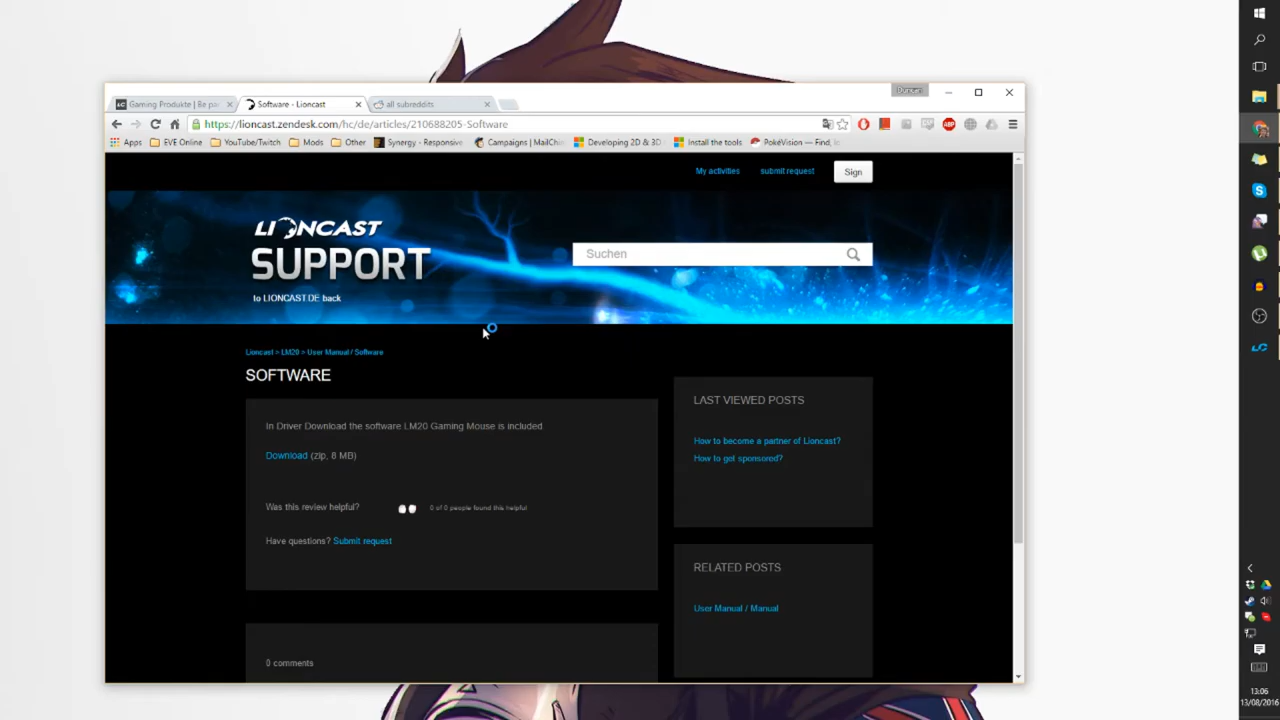 Duncan
Gaming Produkte | Be pa
Software - Lioncast
all subreddits
https://lioncast.zendesk.com/hc/de/articles/210688205-Software
Apps
EVE Online
YouTube/Twitch
Mods
Other
Synergy - Responsive
Campaigns | MailChi
Developing 2D & 3D
Install the tools
PokéVision — Find,
My activities
submit request
Sign
LIONCAST
SUPPORT
Suchen
to LIONCAST.DE back
Lioncast > LM20 > User Manual / Software
SOFTWARE
In Driver Download the software LM20 Gaming Mouse is included
Download (zip, 8 MB)
Was this review helpful?
0 of 0 people found this helpful
Have questions? Submit request
0 comments
LAST VIEWED POSTS
How to become a partner of Lioncast?
How to get sponsored?
RELATED POSTS
User Manual / Manual
13:06
13/08/2016